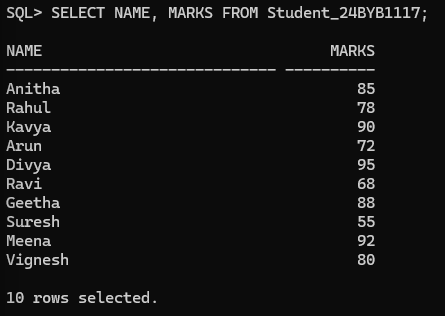 SQL> SELECT NAME, MARKS FROM Student_24BYB1117;
NAME MARKS
------------------------------ ----------
Anitha 85
Rahul 78
Kavya 90
Arun 72
Divya 95
Ravi 68
Geetha 88
Suresh 55
Meena 92
Vignesh 80
10 rows selected.